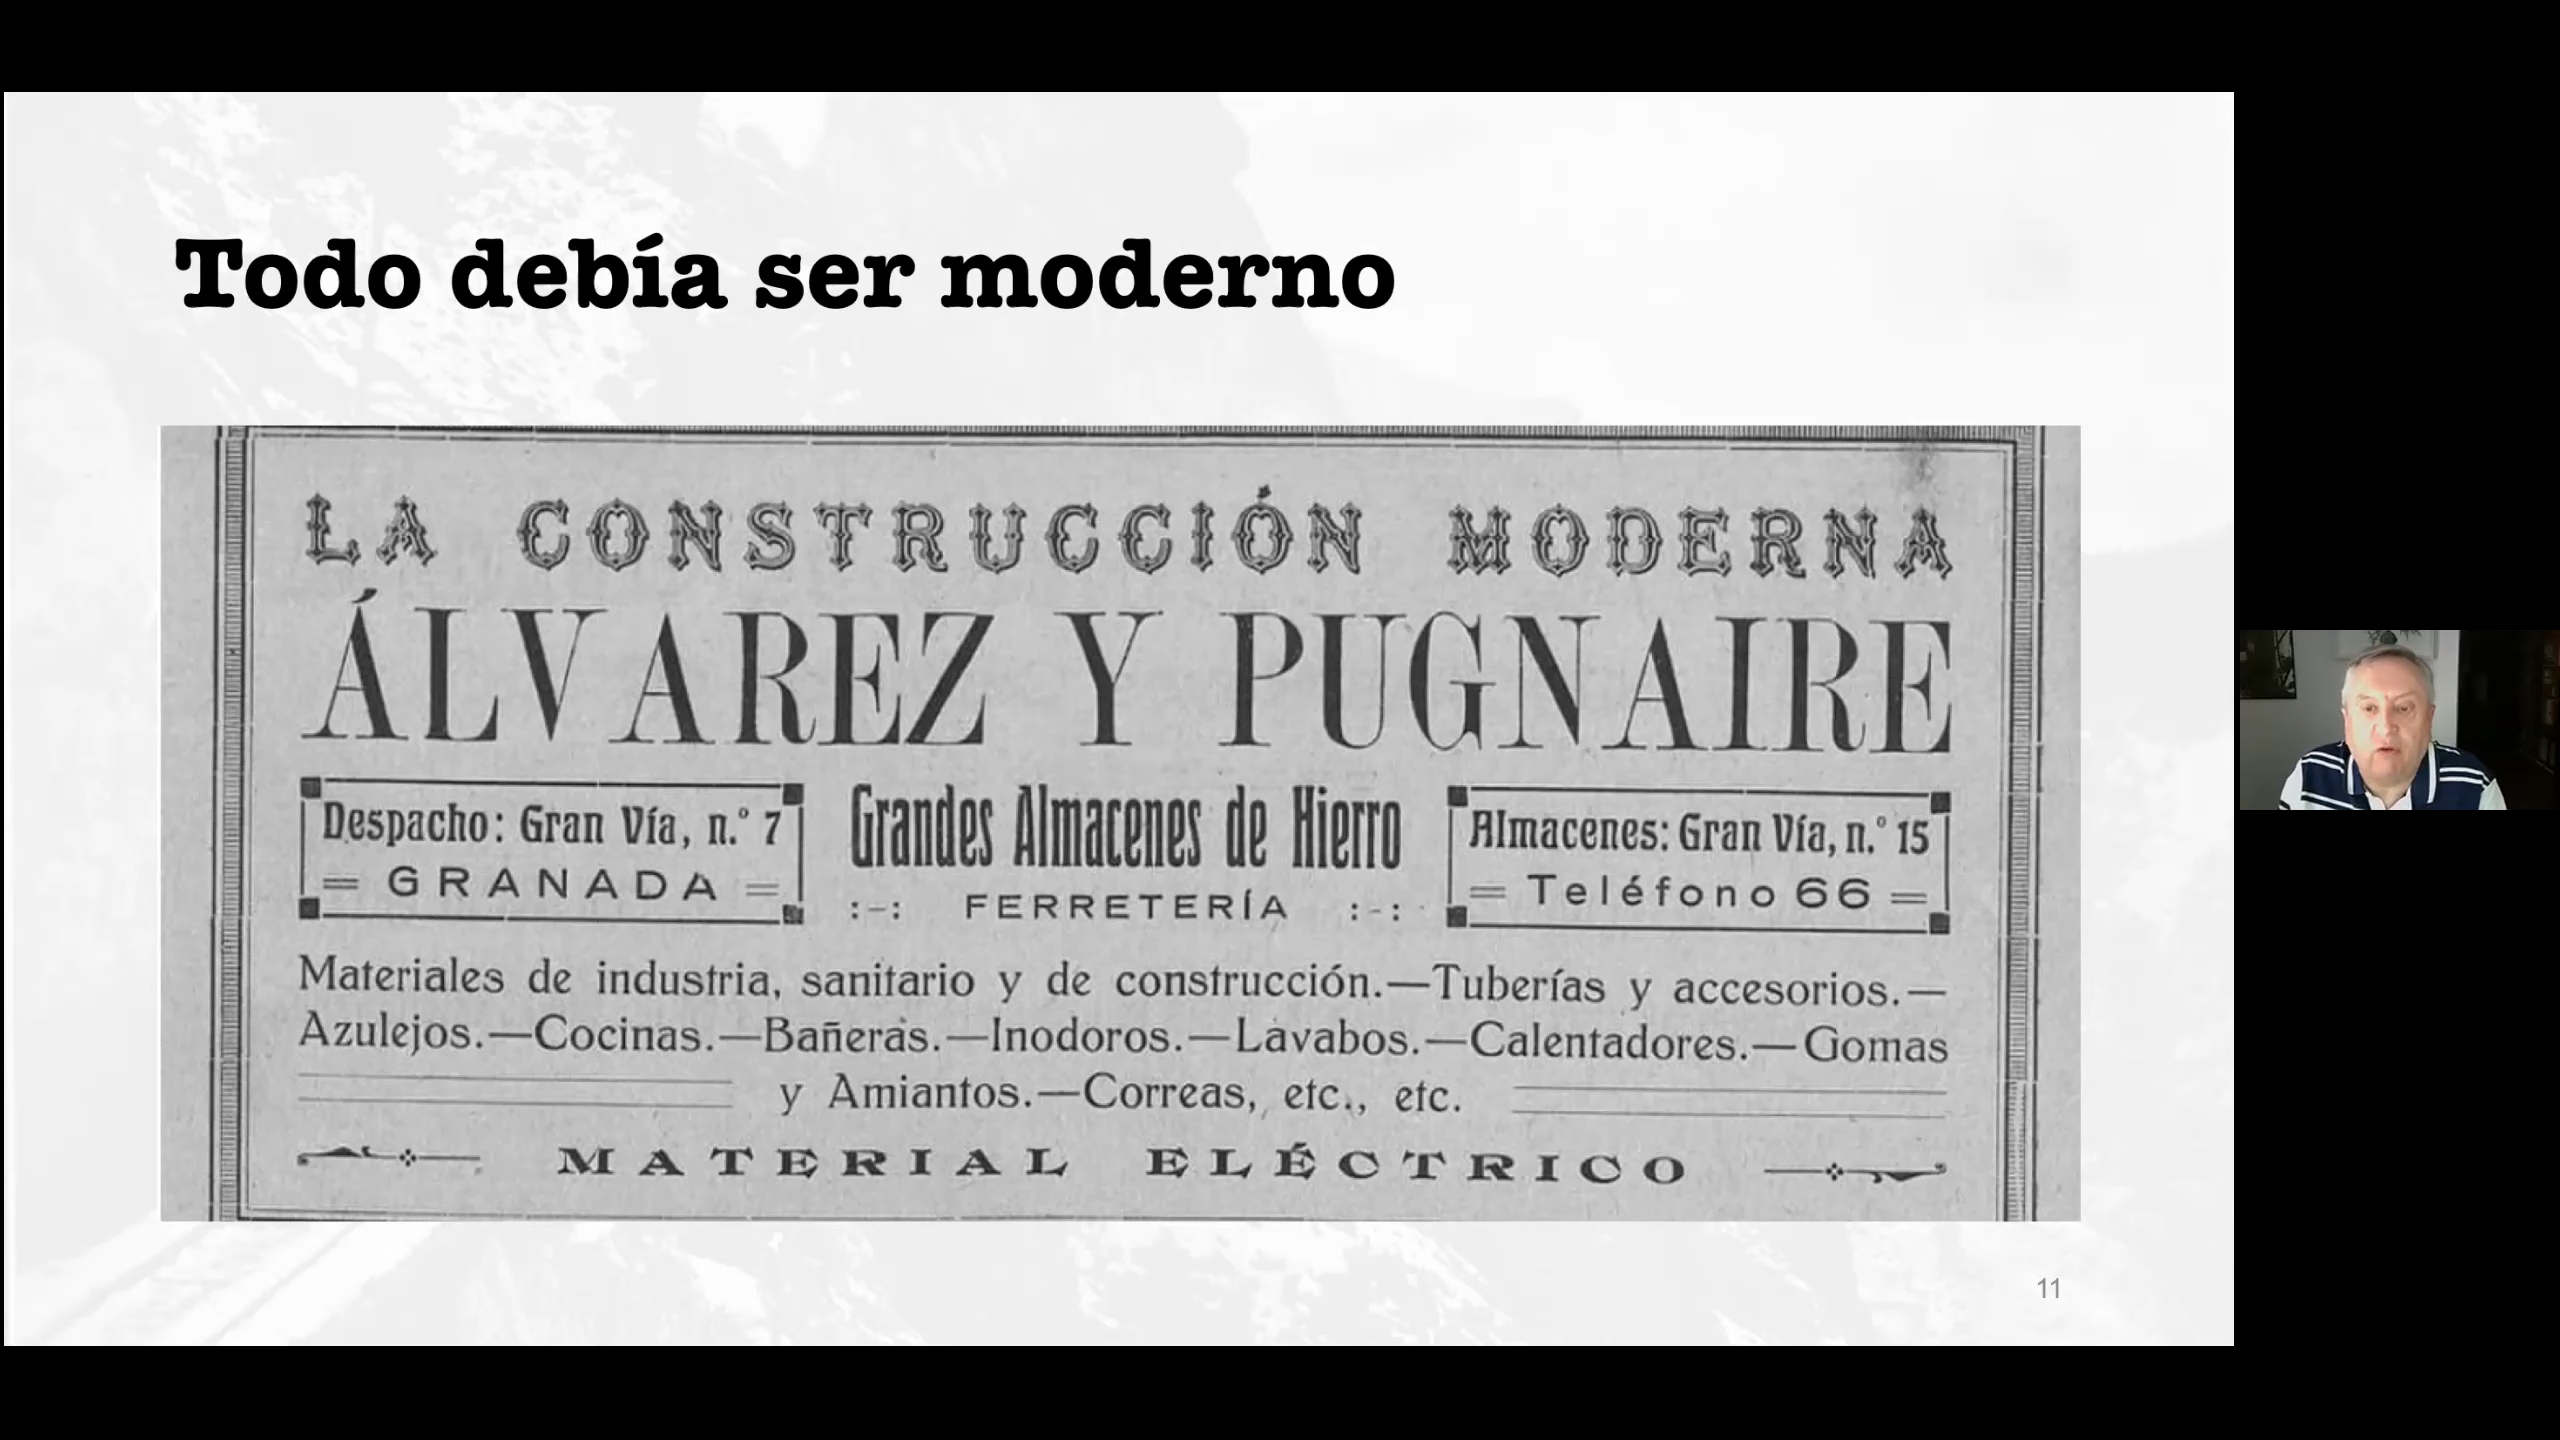 Todo debía ser moderno
LA CONSTRUCCIÓN MODERNA
ÁLVAREZ Y PUGNAIRE
Despacho: Gran Vía, n.º 7
= GRANADA =
Grandes Almacenes de Hierro
:-: FERRETERÍA :-:
Almacenes: Gran Vía, n.º 15
= Teléfono 66 =
Materiales de industria, sanitario y de construcción.—Tuberías y accesorios.—
Azulejos.—Cocinas.—Bañeras.—Inodoros.—Lavabos.—Calentadores.—Gomas
y Amiantos.—Correas, etc., etc.
MATERIAL ELÉCTRICO
11